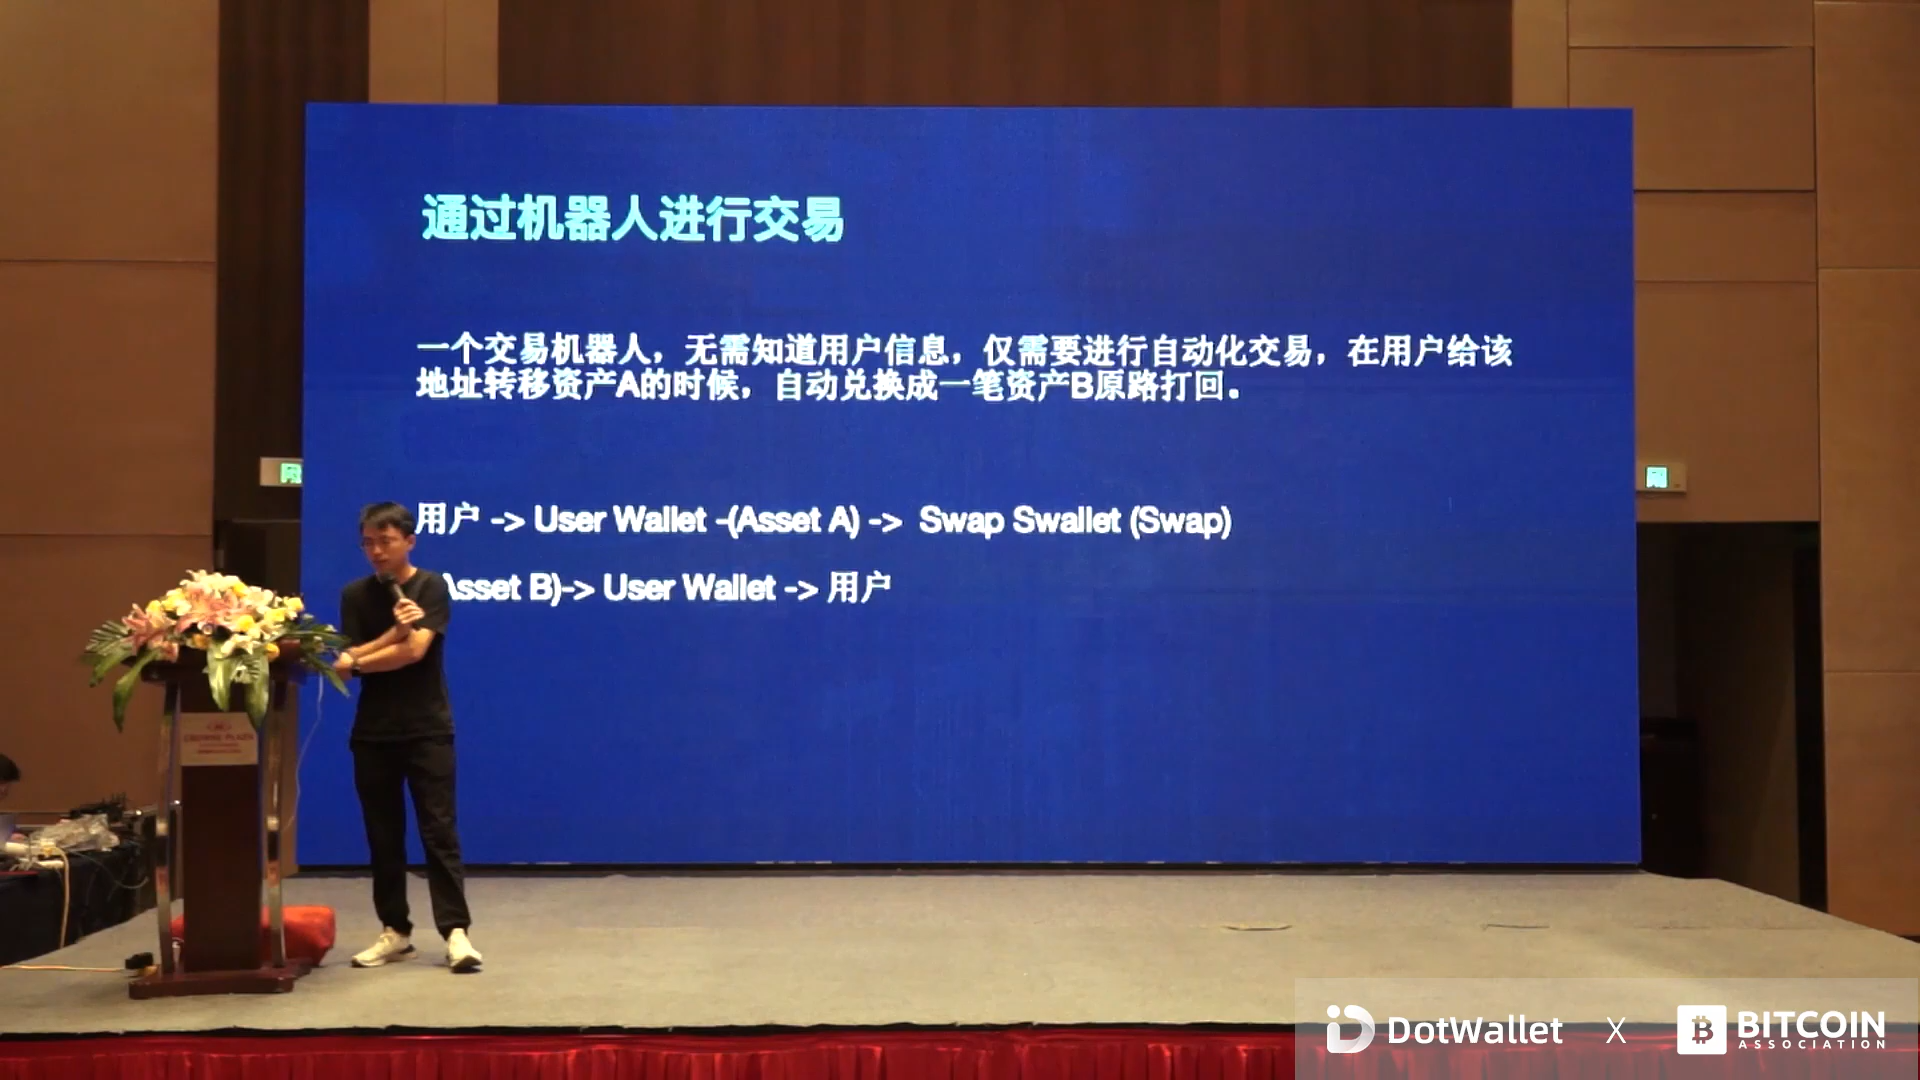 通过机器人进行交易
一个交易机器人，无需知道用户信息，仅需要进行自动化交易，在用户给该
地址转移资产A的时候，自动兑换成一笔资产B原路打回。
用户 -> User Wallet -(Asset A) -> Swap Swallet (Swap)
Asset B)-> User Wallet -> 用户
CROWNE PLAZA
DotWallet X BITCOIN
ASSOCIATION